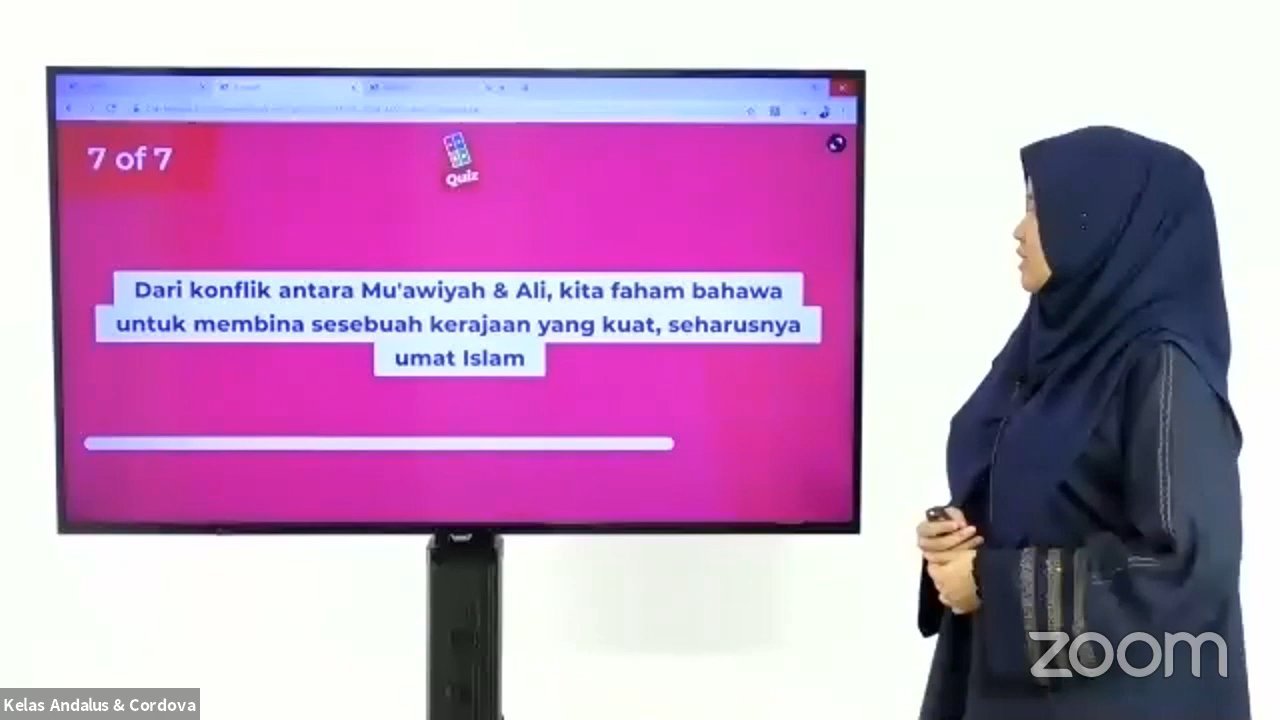 7 of 7
Quiz
Dari konflik antara Mu'awiyah & Ali, kita faham bahawa
untuk membina sesebuah kerajaan yang kuat, seharusnya
umat Islam
zoom
Kelas Andalus & Cordova